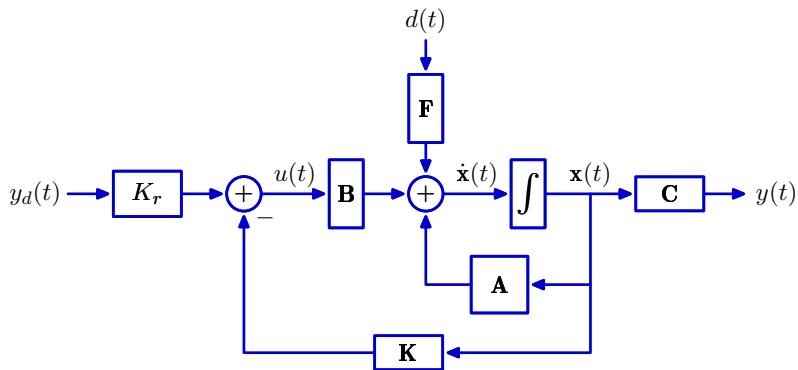 d(t)
F
y_d(t) K_r + u(t) B + ẋ(t) ∫ x(t) C y(t)
−
A
K